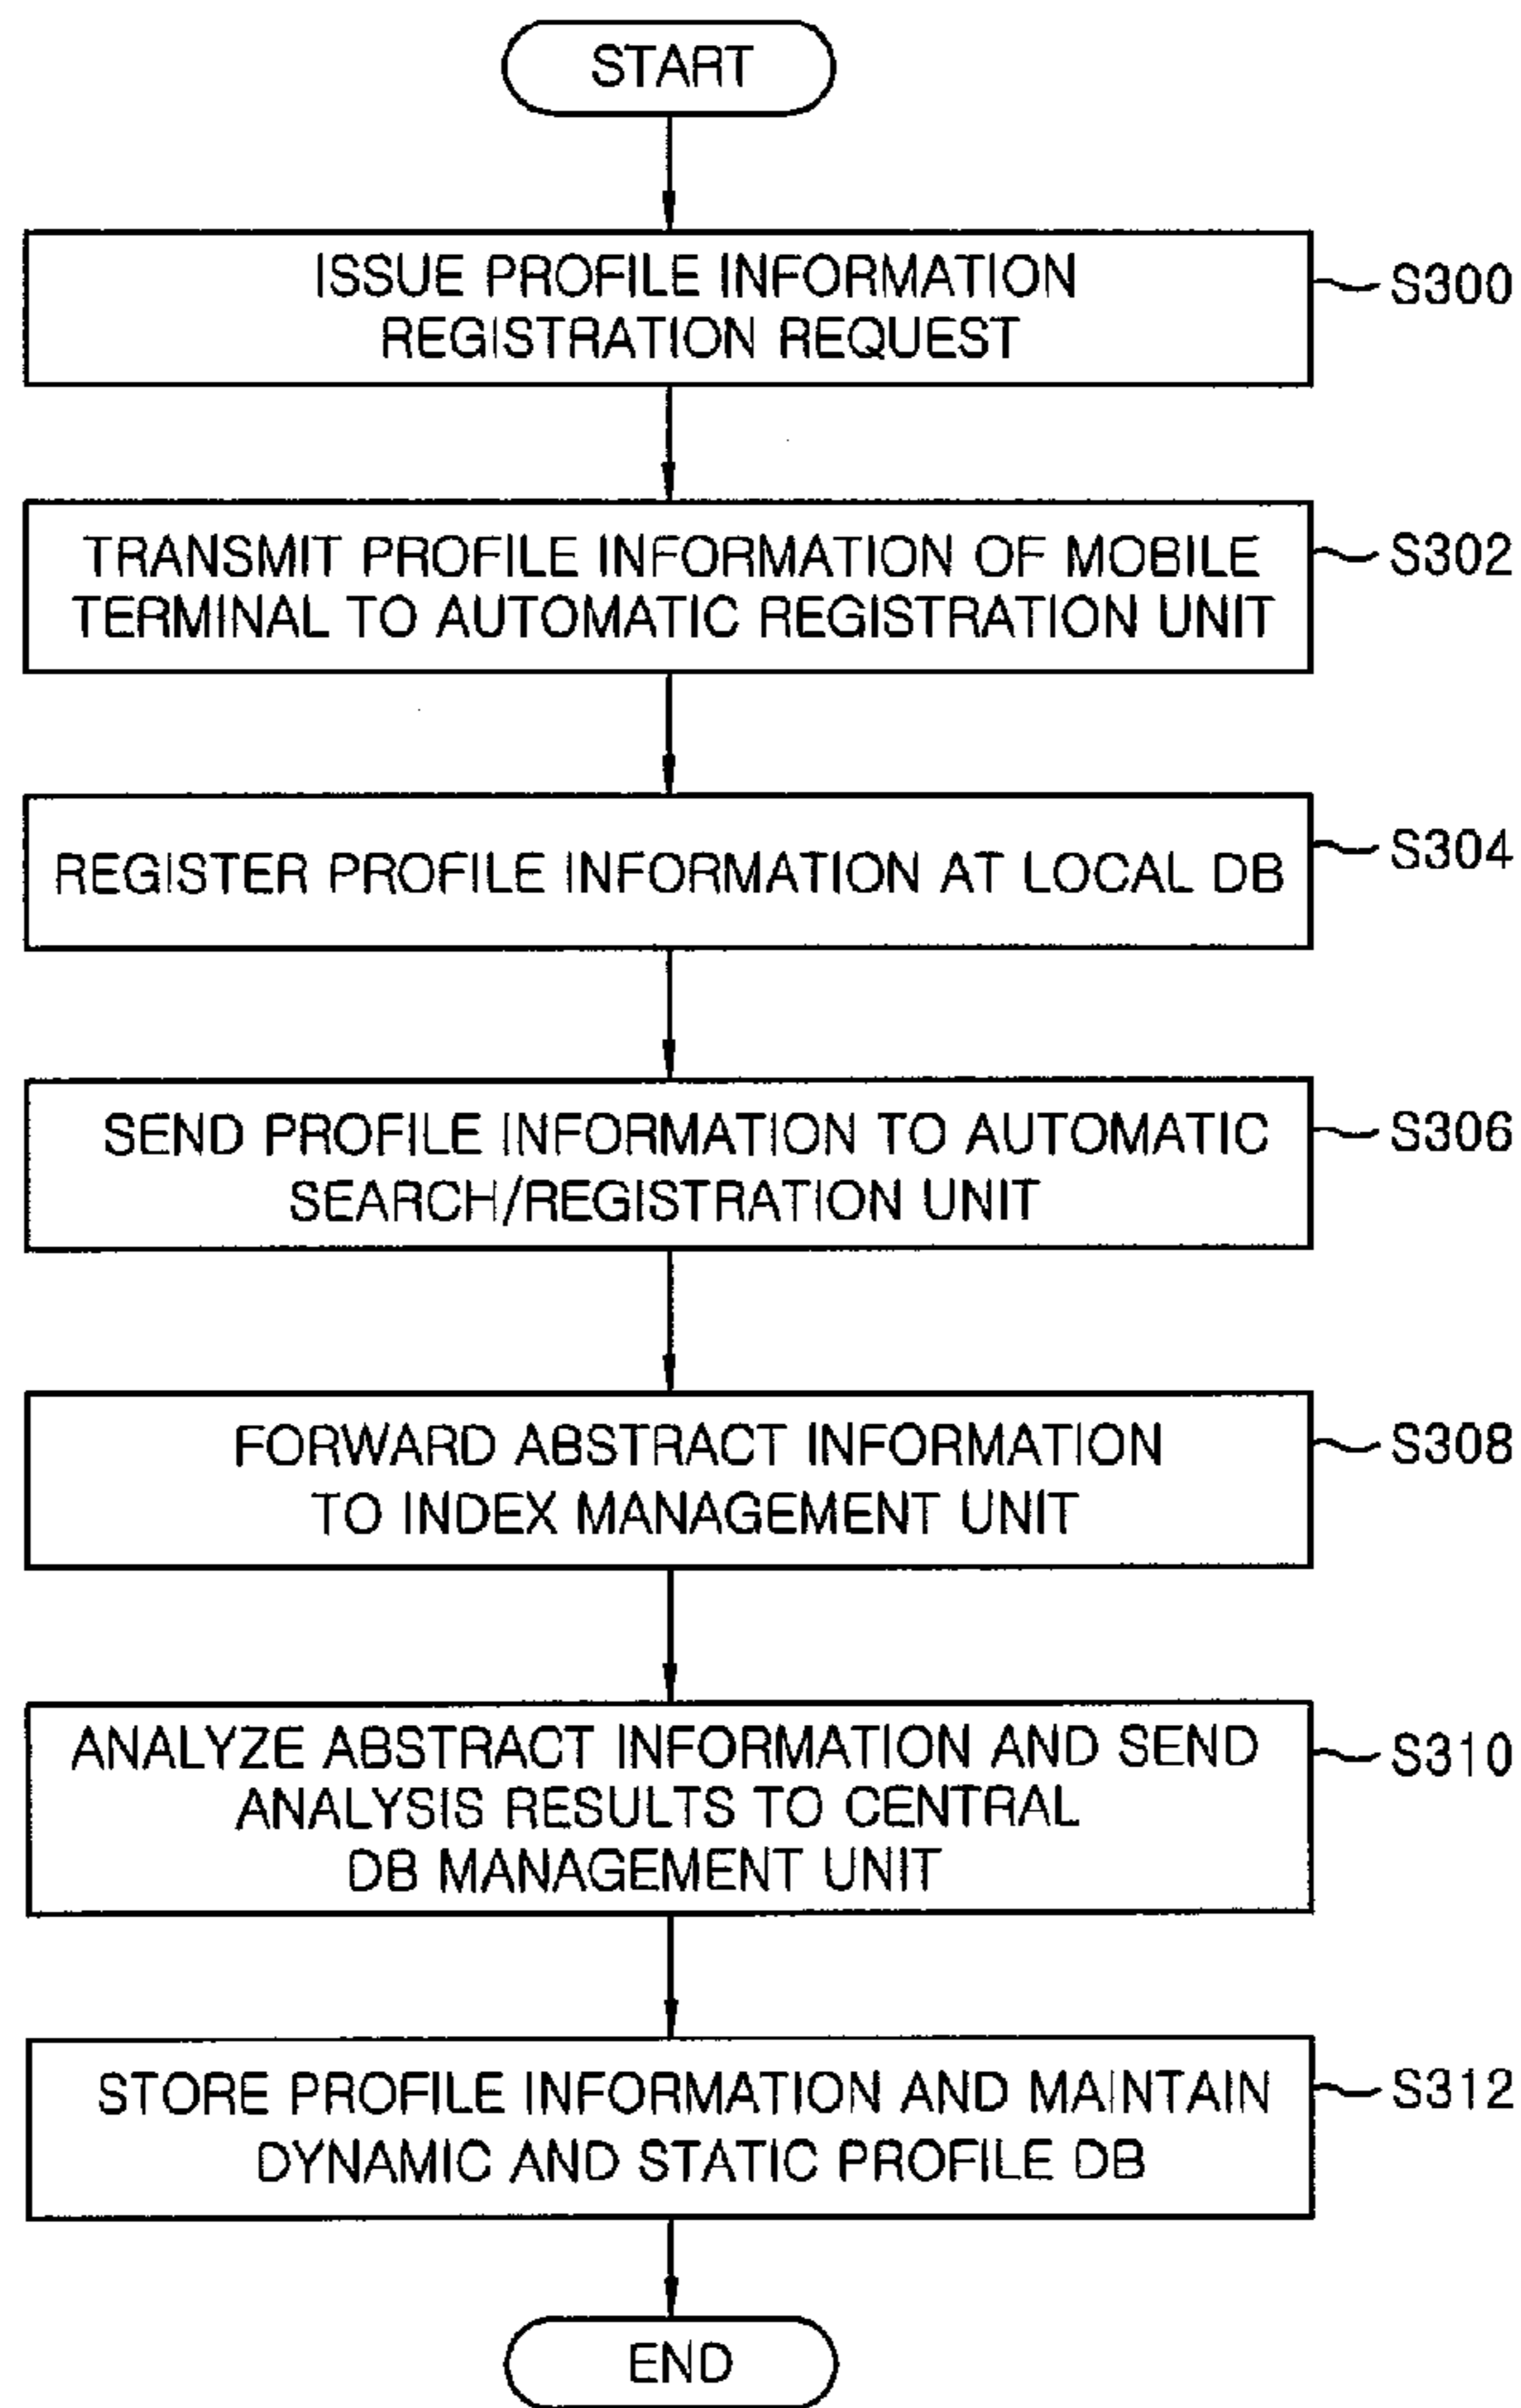 START
ISSUE PROFILE INFORMATION
REGISTRATION REQUEST
S300
TRANSMIT PROFILE INFORMATION OF MOBILE
TERMINAL TO AUTOMATIC REGISTRATION UNIT
S302
REGISTER PROFILE INFORMATION AT LOCAL DB
S304
SEND PROFILE INFORMATION TO AUTOMATIC
SEARCH/REGISTRATION UNIT
S306
FORWARD ABSTRACT INFORMATION
TO INDEX MANAGEMENT UNIT
S308
ANALYZE ABSTRACT INFORMATION AND SEND
ANALYSIS RESULTS TO CENTRAL
DB MANAGEMENT UNIT
S310
STORE PROFILE INFORMATION AND MAINTAIN
DYNAMIC AND STATIC PROFILE DB
S312
END